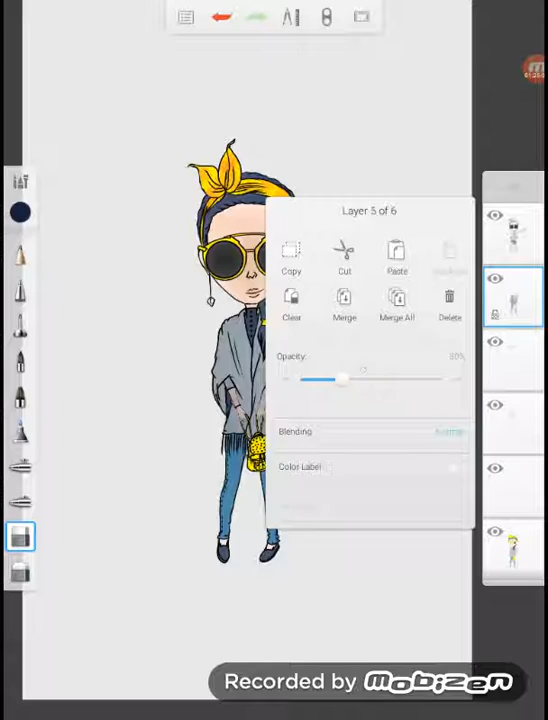 Layer 5 of 6
Copy Cut Paste
Clear Merge Merge All Delete
Opacity:
Blending Normal
Color Label
Recorded by mobizen